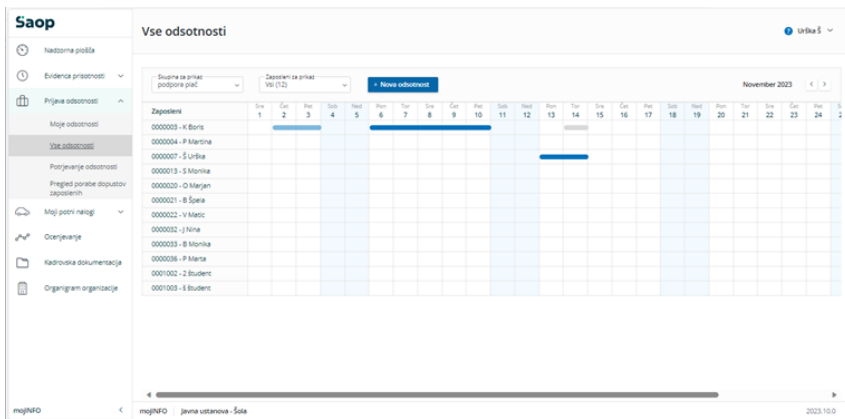 Saop
Vse odsotnosti
Urška Š
Nadzorna plošča
Evidenca prisotnosti
Prijava odsotnosti
Moje odsotnosti
Vse odsotnosti
Potrjevanje odsotnosti
Pregled porabe dopustov
zaposlenih
Moji potni nalogi
Ocenjevanje
Kadrovska dokumentacija
Organigram organizacije
mojINFO
Skupina za prikaz
podpora plač
Zaposleni za prikaz
Vsi (12)
+ Nova odsotnost
November 2023
Zaposleni
Sre Čet Pet Sob Ned Pon Tor Sre Čet Pet Sob Ned Pon Tor Sre Čet Pet Sob Ned Pon Tor Sre Čet Pet
1 2 3 4 5 6 7 8 9 10 11 12 13 14 15 16 17 18 19 20 21 22 23 24
0000003 - K Boris
0000004 - P Martina
0000007 - Š Urška
0000013 - S Monika
0000020 - O Marjan
0000021 - B Špela
0000022 - V Matic
0000032 - J Nina
0000033 - B Monika
0000036 - P Marta
0001002 - 2 študent
0001003 - š študent
mojINFO Javna ustanova - Šola
2023.10.0